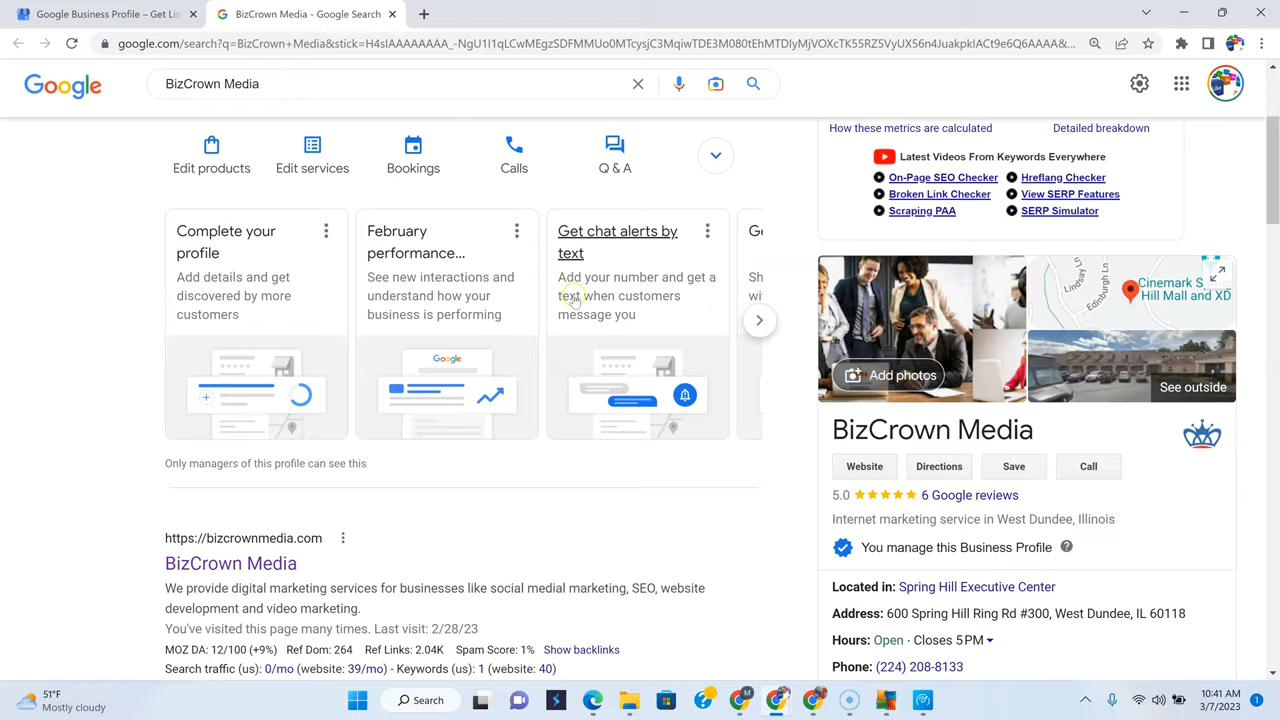 Google Business Profile – Get Lis
BizCrown Media - Google Search
google.com/search?q=BizCrown+Media&stick=H4sIAAAAAAAA_-NgU1I1qLCwME1MMUo0MTcysjC3MqiwTDE3M080tEhMTDIyMjVOXcTK55RZ5VyUX56n4JuakpkIACt9e6Q6AAAA&...
Google
BizCrown Media
Edit products
Edit services
Bookings
Calls
Q & A
Complete your
profile
Add details and get
discovered by more
customers
February
performance...
See new interactions and
understand how your
business is performing
Google
Get chat alerts by
text
Add your number and get a
text when customers
message you
Only managers of this profile can see this
https://bizcrownmedia.com
BizCrown Media
We provide digital marketing services for businesses like social medial marketing, SEO, website
development and video marketing.
You've visited this page many times. Last visit: 2/28/23
MOZ DA: 12/100 (+9%) Ref Dom: 264 Ref Links: 2.04K Spam Score: 1% Show backlinks
Search traffic (us): 0/mo (website: 39/mo) - Keywords (us): 1 (website: 40)
How these metrics are calculated
Detailed breakdown
Latest Videos From Keywords Everywhere
On-Page SEO Checker
Hreflang Checker
Broken Link Checker
View SERP Features
Scraping PAA
SERP Simulator
Add photos
Lindsay Ln
Edinburgh Ln
Cinemark S
Hill Mall and XD
See outside
BizCrown Media
Website
Directions
Save
Call
5.0
6 Google reviews
Internet marketing service in West Dundee, Illinois
You manage this Business Profile
Located in: Spring Hill Executive Center
Address: 600 Spring Hill Ring Rd #300, West Dundee, IL 60118
Hours: Open · Closes 5 PM
Phone: (224) 208-8133
51°F
Mostly cloudy
Search
10:41 AM
3/7/2023
1